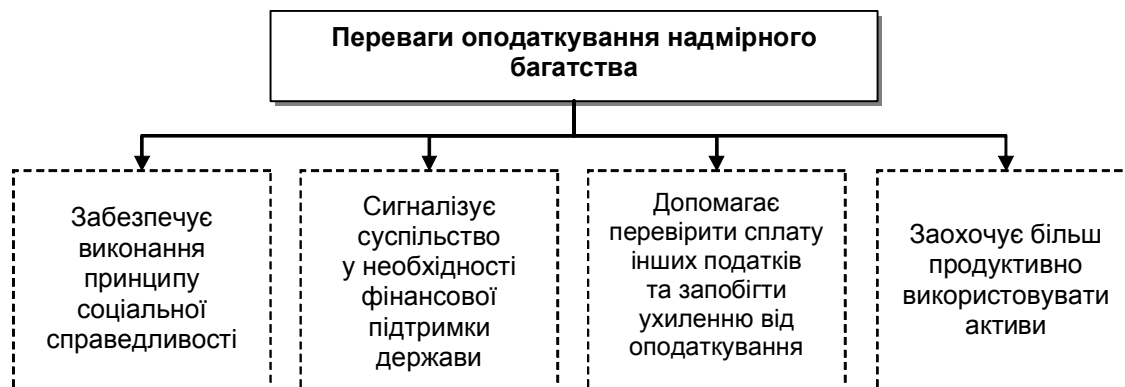 Переваги оподаткування надмірного
багатства
Забезпечує
виконання
принципу
соціальної
справедливості
Сигналізує
суспільство
у необхідності
фінансової
підтримки
держави
Допомагає
перевірити сплату
інших податків
та запобігти
ухиленню від
оподаткування
Заохочує більш
продуктивно
використовувати
активи